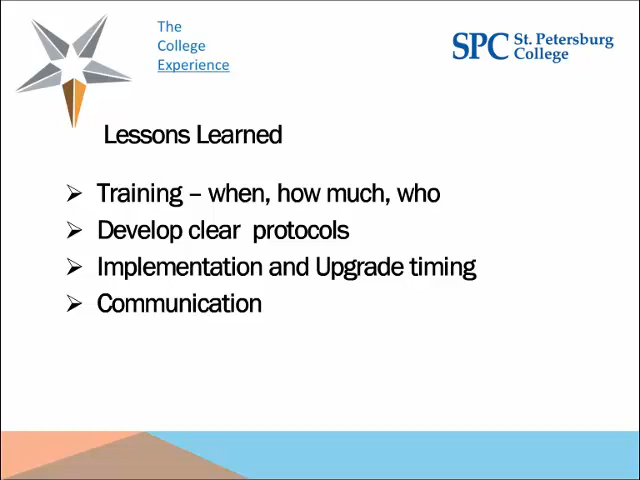 The
College
Experience
SPC St. Petersburg
College
Lessons Learned
➢ Training – when, how much, who
➢ Develop clear  protocols
➢ Implementation and Upgrade timing
➢ Communication